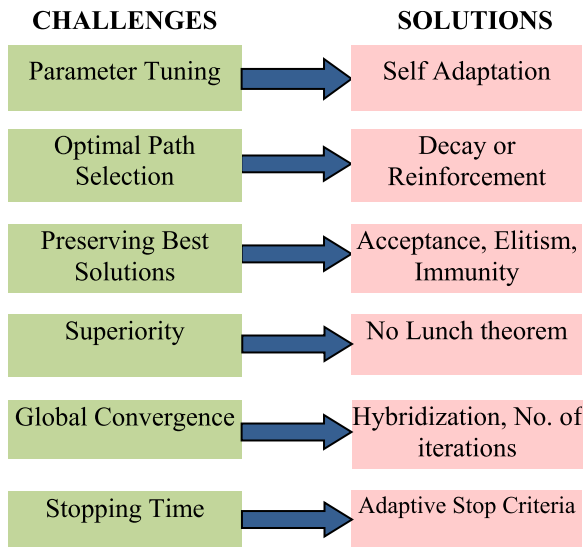 CHALLENGES SOLUTIONS
Parameter Tuning
Self Adaptation
Optimal Path
Selection
Decay or
Reinforcement
Preserving Best
Solutions
Acceptance, Elitism,
Immunity
Superiority
No Lunch theorem
Global Convergence
Hybridization, No. of
iterations
Stopping Time
Adaptive Stop Criteria